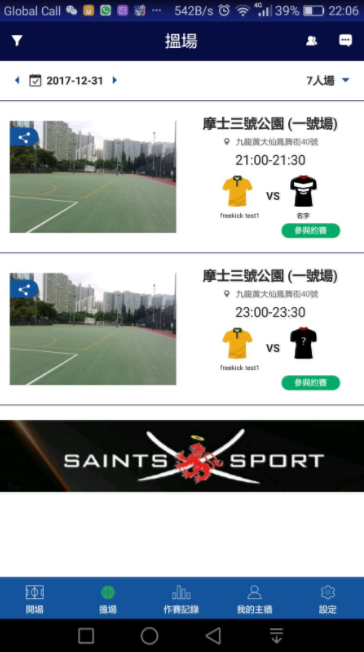 Global Call ... 542B/s 4G 39% 22:06
搵場
2017-12-31 7人場
摩士三號公園 (一號場)
九龍黃大仙鳳舞街40號
21:00-21:30
VS
freekick test1 名字
參與約賽
摩士三號公園 (一號場)
九龍黃大仙鳳舞街40號
23:00-23:30
VS ?
freekick test1
參與約賽
SAINTS SPORT
開場 搵場 作賽記錄 我的主牆 設定